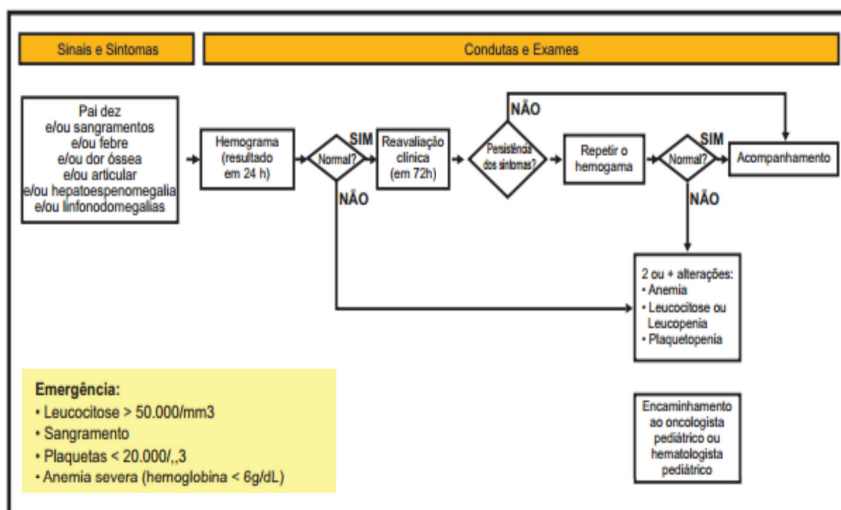 Sinais e Sintomas
Condutas e Exames
Pai dez
e/ou sangramentos
e/ou febre
e/ou dor óssea
e/ou articular
e/ou hepatoespenomegalia
e/ou linfonodomegalias
Hemograma
(resultado
em 24 h)
Normal?
SIM
NÃO
Reavaliação
clínica
(em 72h)
Persistência
dos sintomas?
NÃO
Repetir o
hemogama
Normal?
SIM
NÃO
Acompanhamento
2 ou + alterações:
• Anemia
• Leucocitose ou
Leucopenia
• Plaquetopenia
Encaminhamento
ao oncologista
pediátrico ou
hematologista
pediátrico
Emergência:
• Leucocitose > 50.000/mm3
• Sangramento
• Plaquetas < 20.000/,,3
• Anemia severa (hemoglobina < 6g/dL)